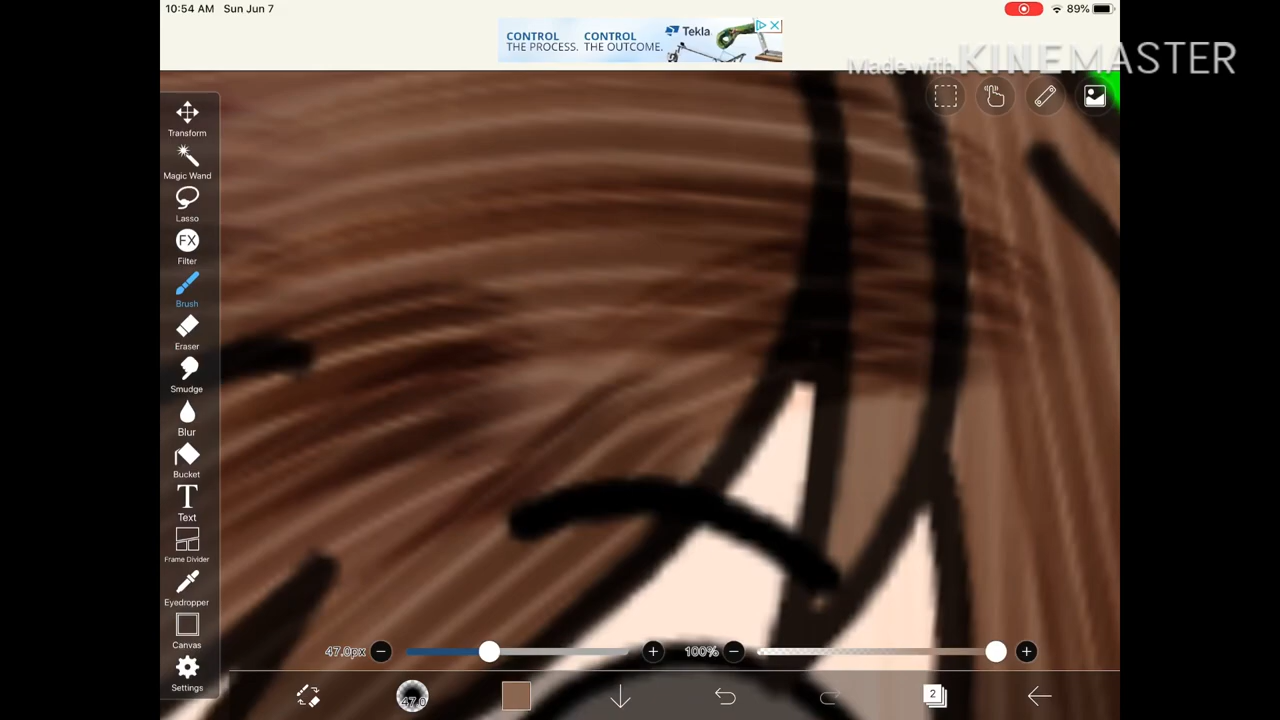 10:54 AM Sun Jun 7
89%
CONTROL CONTROL Tekla
THE PROCESS. THE OUTCOME.
Made with KINEMASTER
Transform
Magic Wand
Lasso
FX
Filter
Brush
Eraser
Smudge
Blur
Bucket
T
Text
Frame Divider
Eyedropper
Canvas
Settings
47.0px 100%
47.0
2